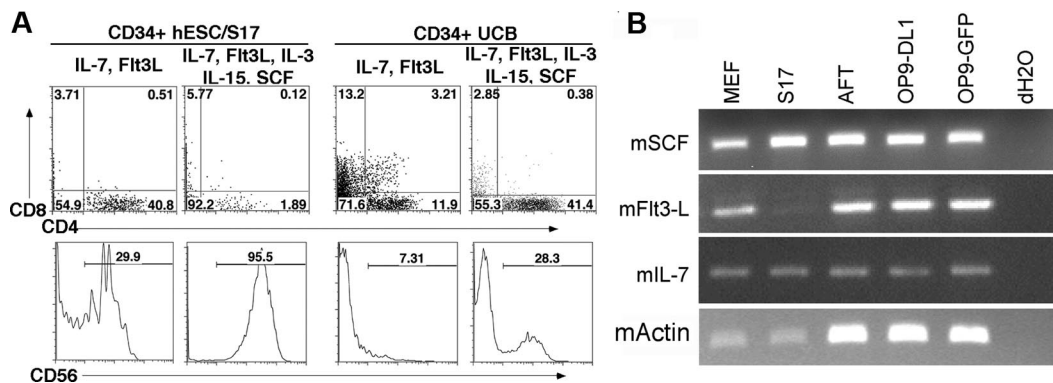 A
CD34+ hESC/S17
CD34+ UCB
IL-7, Flt3L
IL-7, Flt3L, IL-3
IL-15. SCF
IL-7, Flt3L
IL-7, Flt3L, IL-3
IL-15. SCF
3.71 0.51
54.9 40.8
5.77 0.12
92.2 1.89
13.2 3.21
71.6 11.9
2.85 0.38
55.3 41.4
CD8
CD4
29.9
95.5
7.31
28.3
CD56
B
MEF
S17
AFT
OP9-DL1
OP9-GFP
dH2O
mSCF
mFlt3-L
mIL-7
mActin